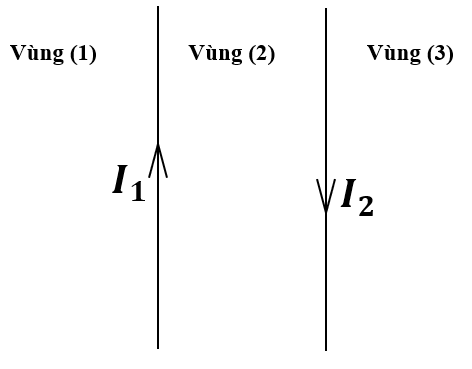 Vùng (1) Vùng (2) Vùng (3)
I1 I2